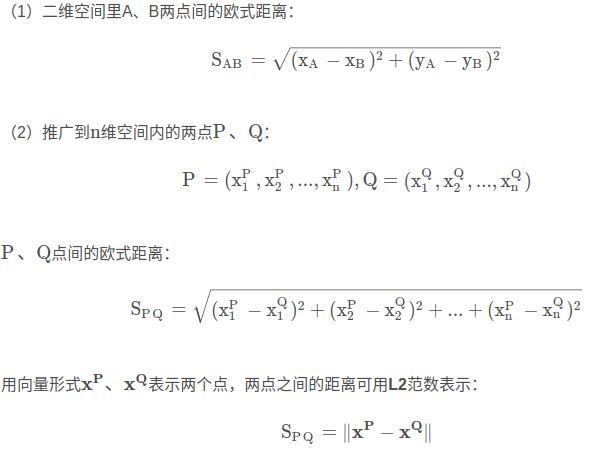 （1）二维空间里A、B两点间的欧式距离：
S_{AB} = \sqrt{(x_A - x_B)^2 + (y_A - y_B)^2}
（2）推广到n维空间内的两点P、Q：
P = (x_1^P, x_2^P, ..., x_n^P), Q = (x_1^Q, x_2^Q, ..., x_n^Q)
P、Q点间的欧式距离：
S_{PQ} = \sqrt{(x_1^P - x_1^Q)^2 + (x_2^P - x_2^Q)^2 + ... + (x_n^P - x_n^Q)^2}
用向量形式x^P、x^Q表示两个点，两点之间的距离可用L2范数表示：
S_{PQ} = ‖x^P - x^Q‖